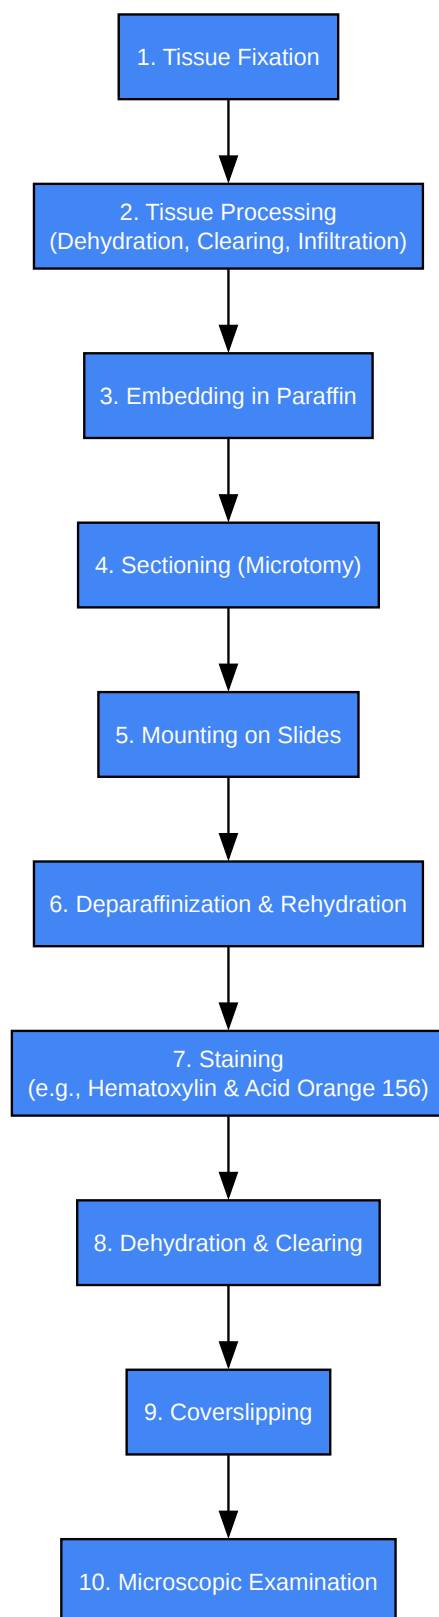 1. Tissue Fixation
2. Tissue Processing
(Dehydration, Clearing, Infiltration)
3. Embedding in Paraffin
4. Sectioning (Microtomy)
5. Mounting on Slides
6. Deparaffinization & Rehydration
7. Staining
(e.g., Hematoxylin & Acid Orange 156)
8. Dehydration & Clearing
9. Coverslipping
10. Microscopic Examination